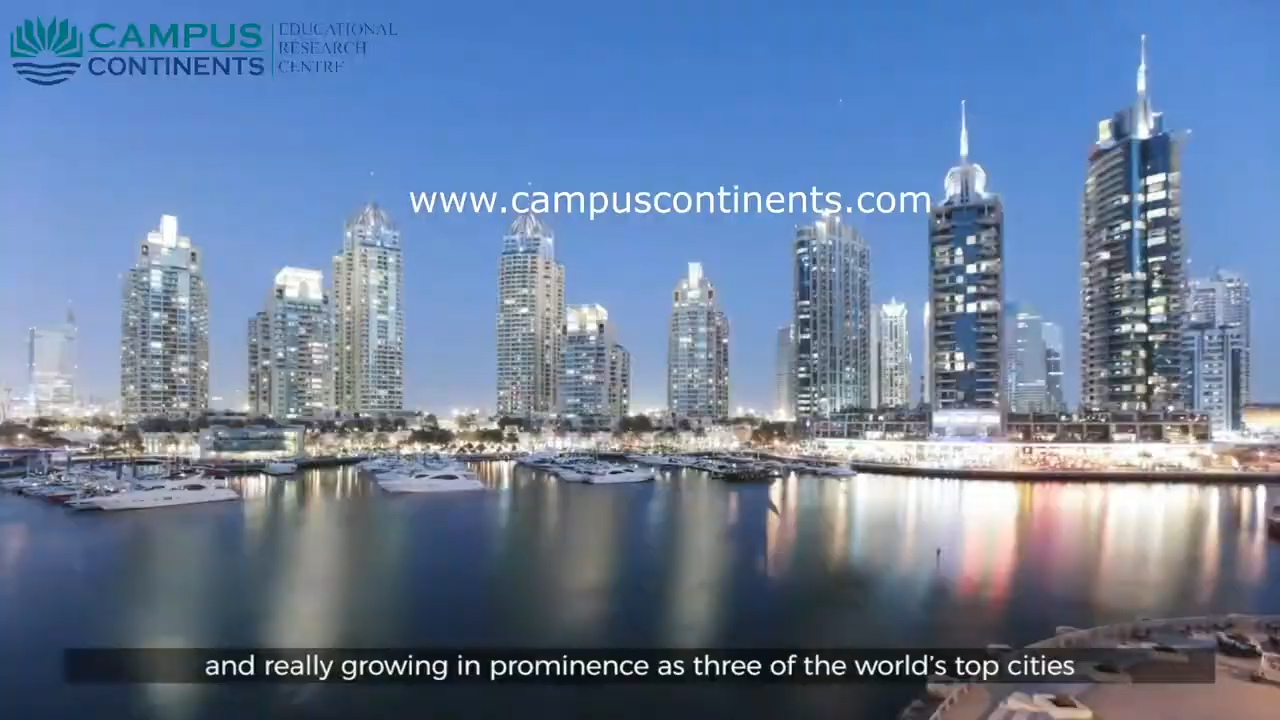 CAMPUS
CONTINENTS
EDUCATIONAL
RESEARCH
CENTRE
www.campuscontinents.com
and really growing in prominence as three of the world's top cities